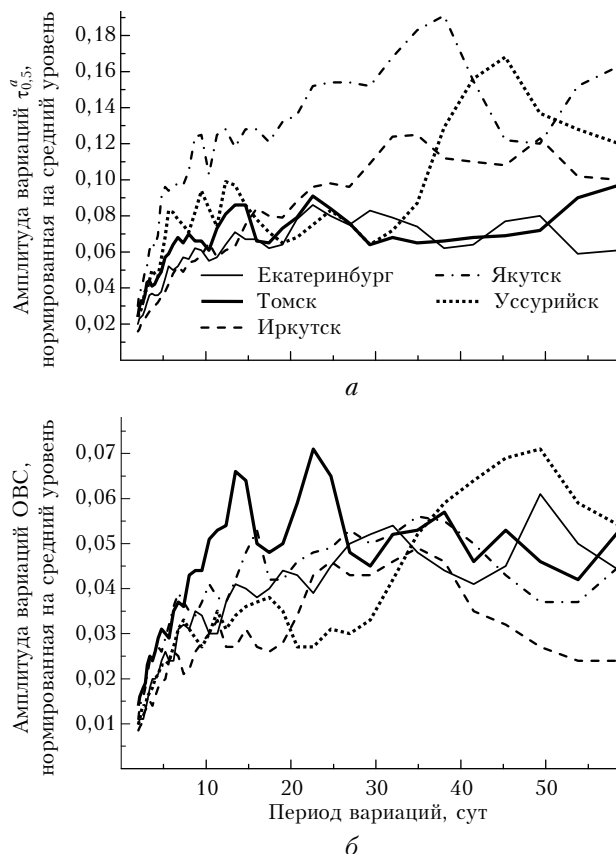 Амплитуда вариаций τᵃ₀,₅,
нормированная на средний уровень
0,18
0,16
0,14
0,12
0,10
0,08
0,06
0,04
0,02
Екатеринбург
Томск
Иркутск
Якутск
Уссурийск
а
Амплитуда вариаций ОВС,
нормированная на средний уровень
0,07
0,06
0,05
0,04
0,03
0,02
0,01
10 20 30 40 50
Период вариаций, сут
б